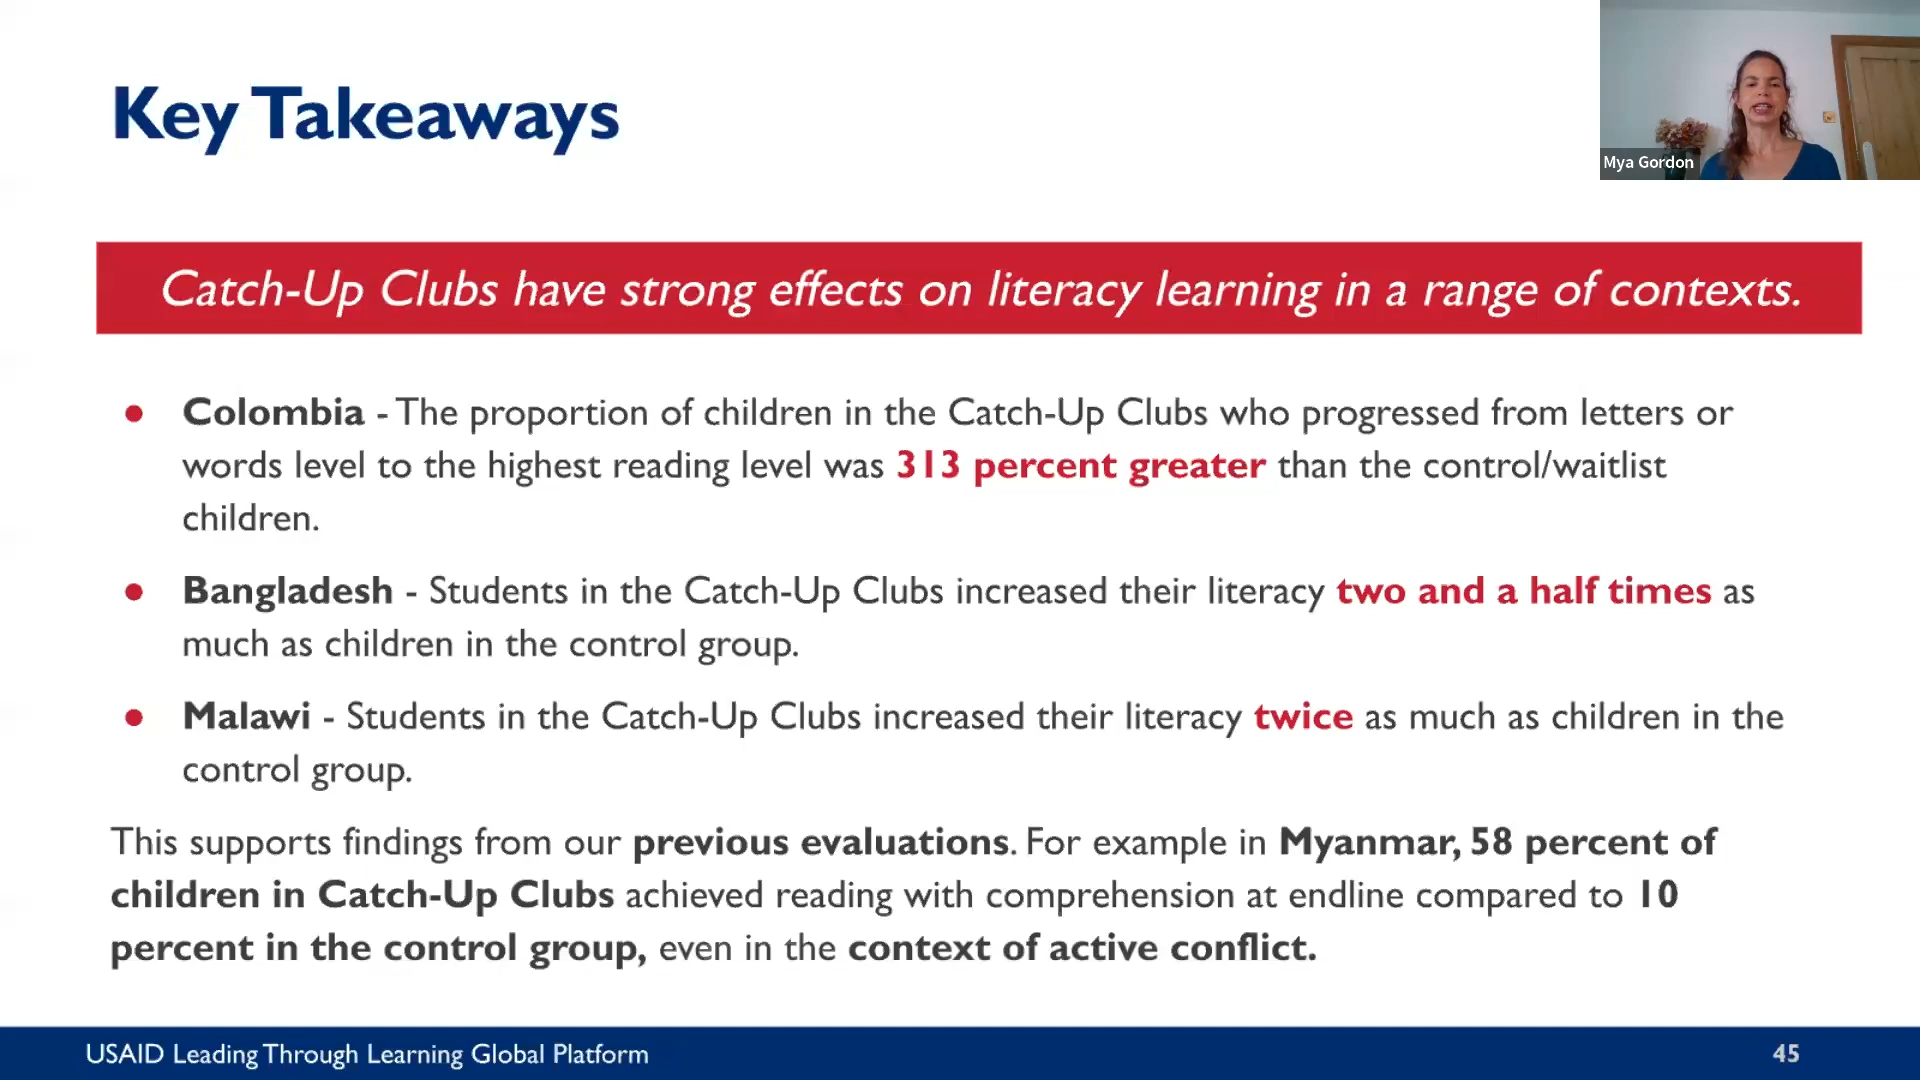 Key Takeaways
Mya Gordon
Catch-Up Clubs have strong effects on literacy learning in a range of contexts.
● Colombia - The proportion of children in the Catch-Up Clubs who progressed from letters or
words level to the highest reading level was 313 percent greater than the control/waitlist
children.
● Bangladesh - Students in the Catch-Up Clubs increased their literacy two and a half times as
much as children in the control group.
● Malawi - Students in the Catch-Up Clubs increased their literacy twice as much as children in the
control group.
This supports findings from our previous evaluations. For example in Myanmar, 58 percent of
children in Catch-Up Clubs achieved reading with comprehension at endline compared to 10
percent in the control group, even in the context of active conflict.
USAID Leading Through Learning Global Platform
45